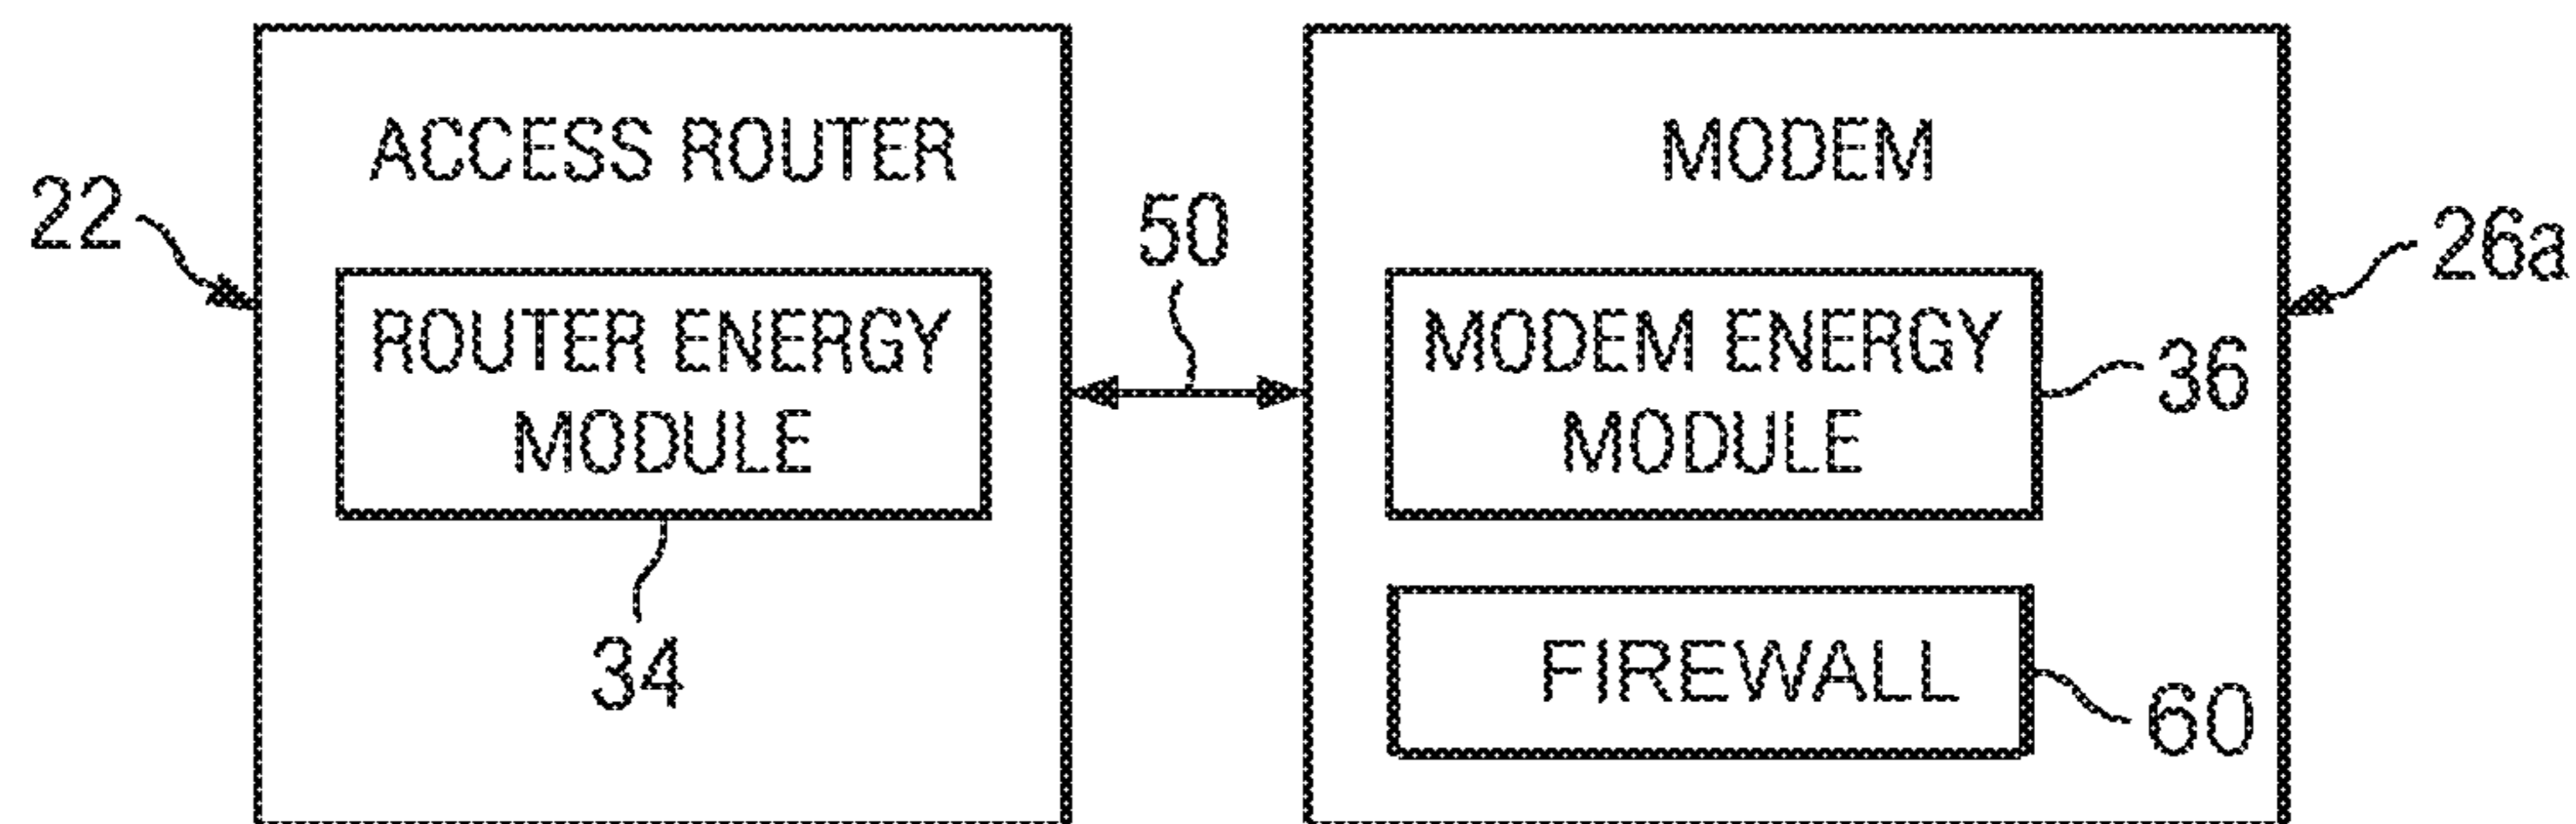 ACCESS ROUTER
MODEM
22
50
26a
ROUTER ENERGY
MODULE
MODEM ENERGY
MODULE
36
34
FIREWALL
60